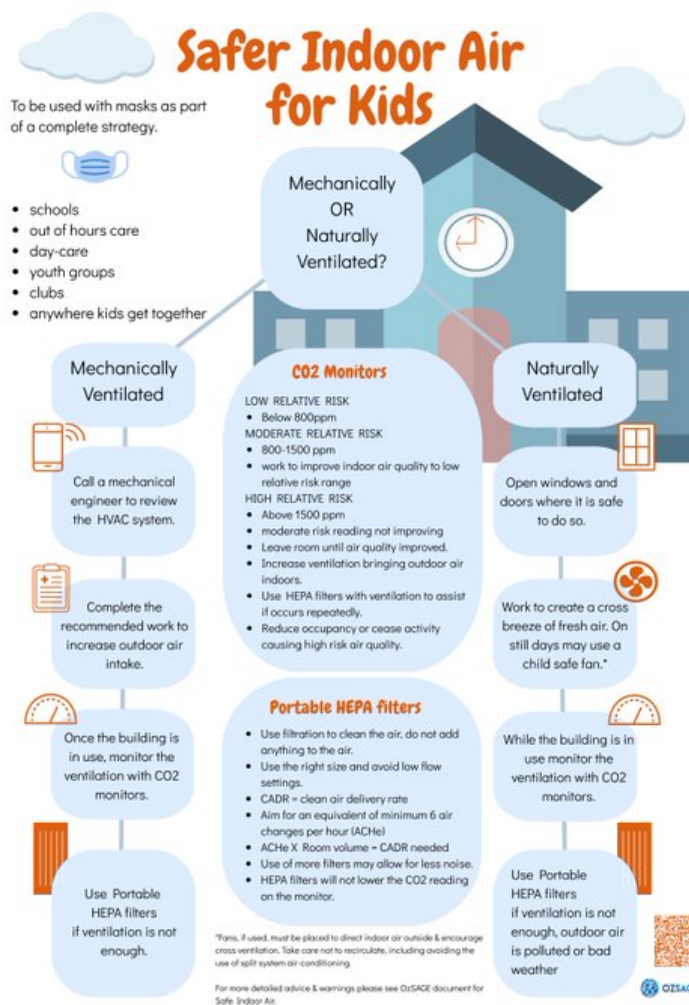 Safer Indoor Air
for Kids
To be used with masks as part
of a complete strategy.
• schools
• out of hours care
• day-care
• youth groups
• clubs
• anywhere kids get together
Mechanically
OR
Naturally
Ventilated?
Mechanically
Ventilated
Call a mechanical
engineer to review
the HVAC system.
Complete the
recommended work to
increase outdoor air
intake.
Once the building is
in use, monitor the
ventilation with CO2
monitors.
Use Portable
HEPA filters
if ventilation is not
enough.
CO2 Monitors
LOW RELATIVE RISK
• Below 800ppm
MODERATE RELATIVE RISK
• 800-1500 ppm
• work to improve indoor air quality to low
relative risk range
HIGH RELATIVE RISK
• Above 1500 ppm
• moderate risk reading not improving
• Leave room until air quality improved.
• Increase ventilation bringing outdoor air
indoors.
• Use HEPA filters with ventilation to assist
if occurs repeatedly.
• Reduce occupancy or cease activity
causing high risk air quality.
Portable HEPA filters
• Use filtration to clean the air, do not add
anything to the air.
• Use the right size and avoid low flow
settings.
• CADR = clean air delivery rate
• Aim for an equivalent of minimum 6 air
changes per hour (ACHe)
• ACHe X Room volume = CADR needed
• Use of more filters may allow for less noise.
• HEPA filters will not lower the CO2 reading
on the monitor.
*Fans, if used, must be placed to direct indoor air outside & encourage
cross ventilation. Take care not to recirculate, including avoiding the
use of split system air-conditioning.
For more detailed advice & warnings please see OzSAGE document for
Safe Indoor Air.
Naturally
Ventilated
Open windows and
doors where it is safe
to do so.
Work to create a cross
breeze of fresh air. On
still days may use a
child safe fan.*
While the building is in
use monitor the
ventilation with CO2
monitors.
Use Portable
HEPA filters
if ventilation is not
enough, outdoor air
is polluted or bad
weather